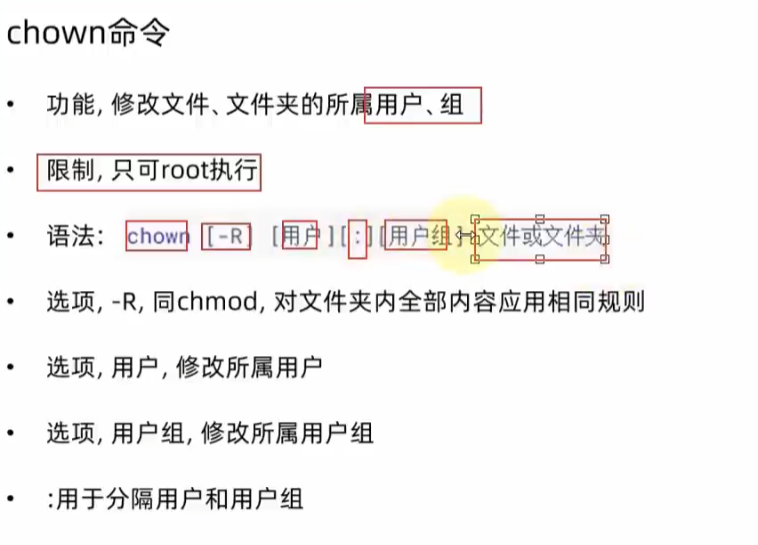 chown命令
• 功能, 修改文件、文件夹的所属用户、组
• 限制, 只可root执行
• 语法: chown [-R] [用户][:][用户组] 文件或文件夹
• 选项, -R, 同chmod, 对文件夹内全部内容应用相同规则
• 选项, 用户, 修改所属用户
• 选项, 用户组, 修改所属用户组
• :用于分隔用户和用户组